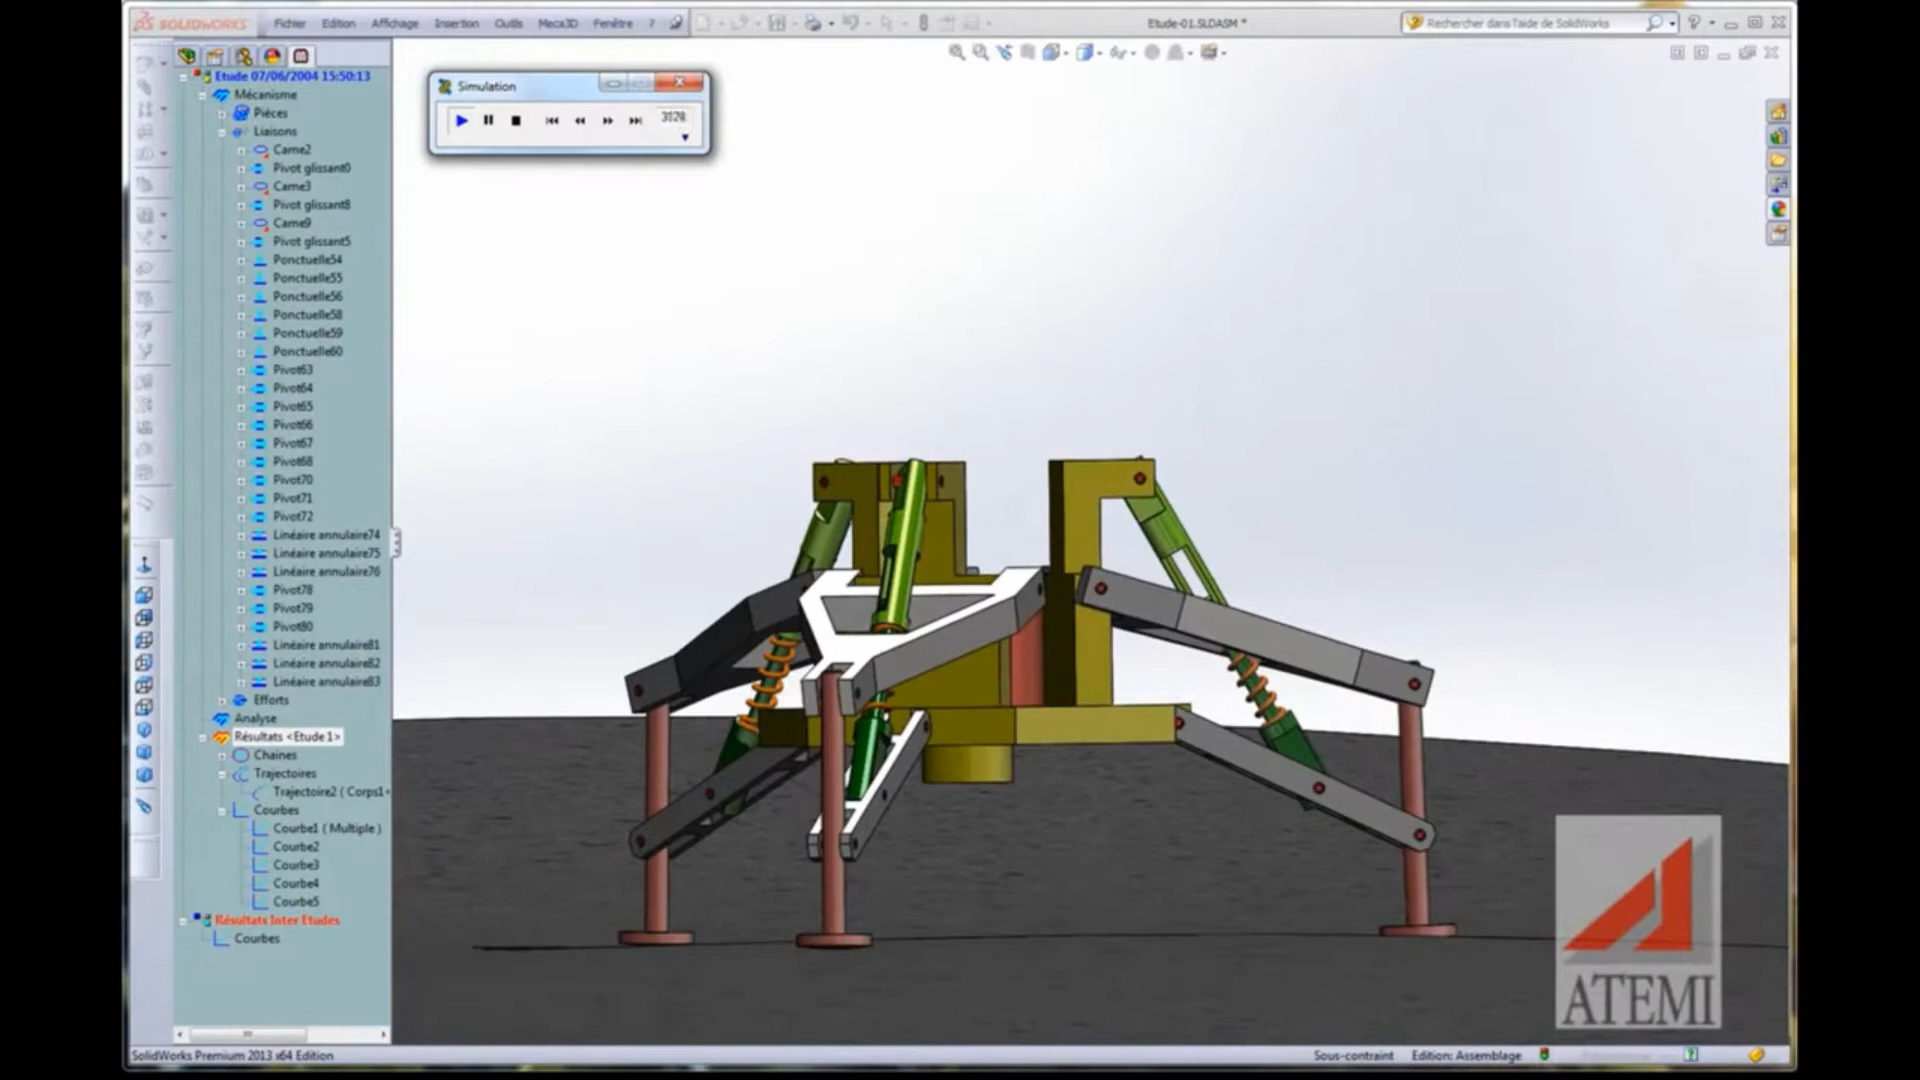 SOLIDWORKS Fichier Edition Affichage Insertion Outils Meca3D Fenêtre ? Etude-01.SLDASM * Rechercher dans l'aide de SolidWorks
Etude 07/06/2004 15:50:13
Mécanisme
Pièces
Liaisons
Came2
Pivot glissant0
Came3
Pivot glissant8
Came9
Pivot glissant5
Ponctuelle54
Ponctuelle55
Ponctuelle56
Ponctuelle58
Ponctuelle59
Ponctuelle60
Pivot63
Pivot64
Pivot65
Pivot66
Pivot67
Pivot68
Pivot70
Pivot71
Pivot72
Linéaire annulaire74
Linéaire annulaire75
Linéaire annulaire76
Pivot78
Pivot79
Pivot80
Linéaire annulaire81
Linéaire annulaire82
Linéaire annulaire83
Efforts
Analyse
Résultats <Etude1>
Chaines
Trajectoires
Trajectoire2 ( Corps1<
Courbes
Courbe1 ( Multiple )
Courbe2
Courbe3
Courbe4
Courbe5
Résultats Inter Etudes
Courbes
Simulation
3128
ATEMI
SolidWorks Premium 2013 x64 Edition Sous-contraint Edition: Assemblage